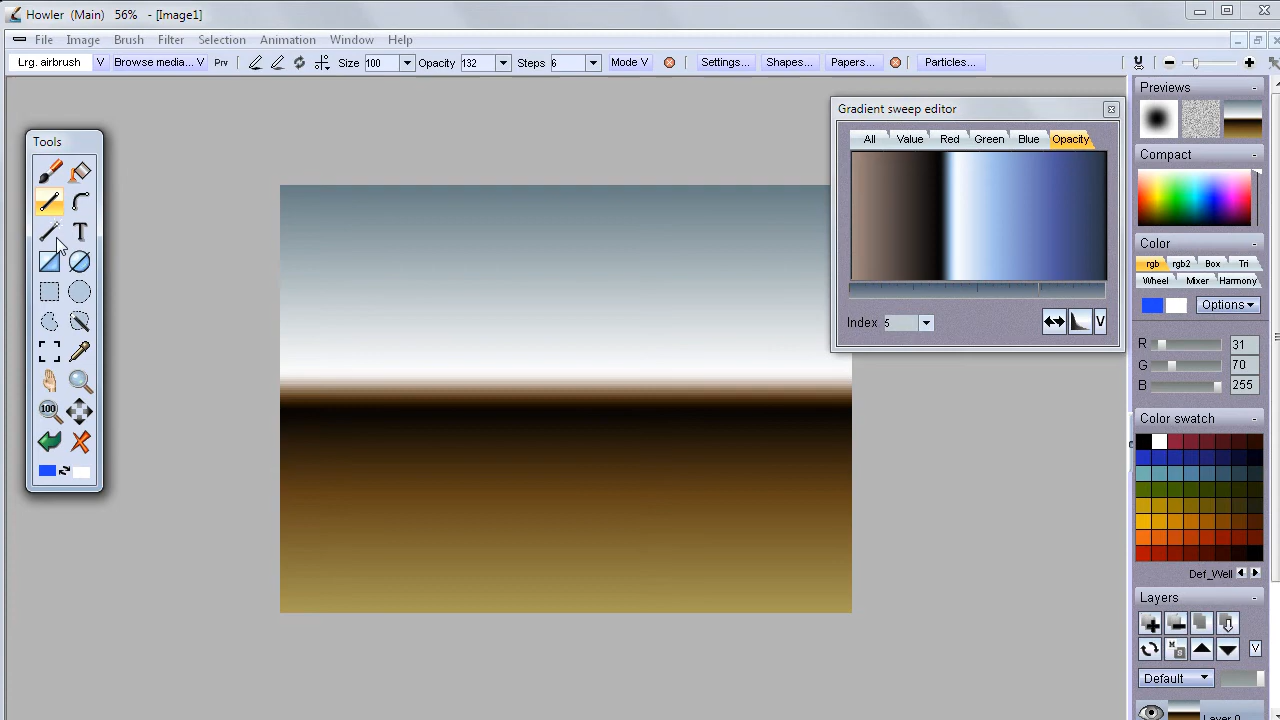 Howler (Main) 56% - [Image1]
File Image Brush Filter Selection Animation Window Help
Lrg. airbrush V Browse media... V Prv Size 100 Opacity 132 Steps 6 Mode V Settings... Shapes... Papers... Particles...
Tools
T
100
Gradient sweep editor
All Value Red Green Blue Opacity
Index 5 V
Previews -
Compact -
Color -
rgb rgb2 Box Tri
Wheel Mixer Harmony
Options
R 31
G 70
B 255
Color swatch -
Def_Well
Layers -
M S V
Default
Layer 0